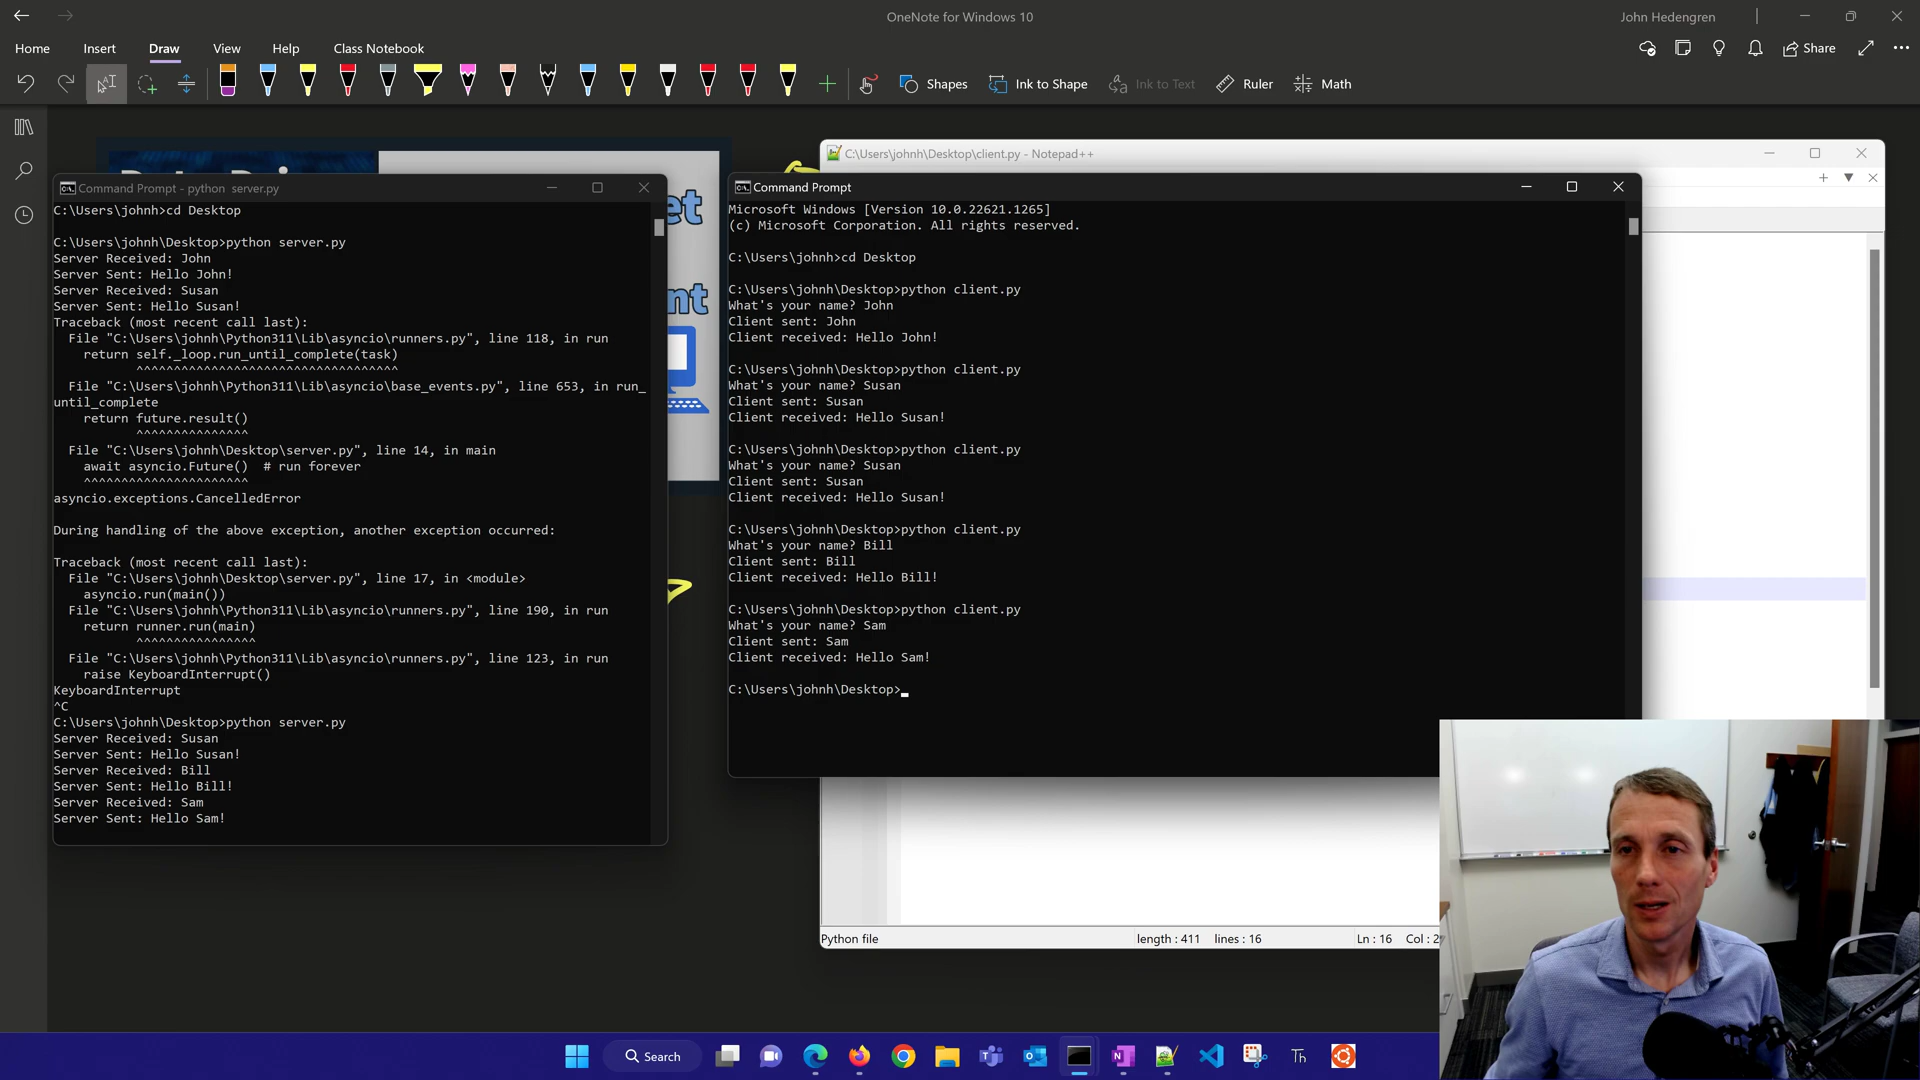 OneNote for Windows 10
John Hedengren
Home Insert Draw View Help Class Notebook
Share
Shapes Ink to Shape Ink to Text Ruler Math
C:\Users\johnh\Desktop\client.py - Notepad++
Command Prompt - python server.py
C:\Users\johnh>cd Desktop
C:\Users\johnh\Desktop>python server.py
Server Received: John
Server Sent: Hello John!
Server Received: Susan
Server Sent: Hello Susan!
Traceback (most recent call last):
File "C:\Users\johnh\Python311\Lib\asyncio\runners.py", line 118, in run
return self._loop.run_until_complete(task)
^^^^^^^^^^^^^^^^^^^^^^^^^^^^^^^^^^^
File "C:\Users\johnh\Python311\Lib\asyncio\base_events.py", line 653, in run_
until_complete
return future.result()
^^^^^^^^^^^^^^^
File "C:\Users\johnh\Desktop\server.py", line 14, in main
await asyncio.Future()  # run forever
^^^^^^^^^^^^^^^^^^^^^^
asyncio.exceptions.CancelledError
During handling of the above exception, another exception occurred:
Traceback (most recent call last):
File "C:\Users\johnh\Desktop\server.py", line 17, in <module>
asyncio.run(main())
File "C:\Users\johnh\Python311\Lib\asyncio\runners.py", line 190, in run
return runner.run(main)
^^^^^^^^^^^^^^^^
File "C:\Users\johnh\Python311\Lib\asyncio\runners.py", line 123, in run
raise KeyboardInterrupt()
KeyboardInterrupt
^C
C:\Users\johnh\Desktop>python server.py
Server Received: Susan
Server Sent: Hello Susan!
Server Received: Bill
Server Sent: Hello Bill!
Server Received: Sam
Server Sent: Hello Sam!
Command Prompt
Microsoft Windows [Version 10.0.22621.1265]
(c) Microsoft Corporation. All rights reserved.
C:\Users\johnh>cd Desktop
C:\Users\johnh\Desktop>python client.py
What's your name? John
Client sent: John
Client received: Hello John!
C:\Users\johnh\Desktop>python client.py
What's your name? Susan
Client sent: Susan
Client received: Hello Susan!
C:\Users\johnh\Desktop>python client.py
What's your name? Susan
Client sent: Susan
Client received: Hello Susan!
C:\Users\johnh\Desktop>python client.py
What's your name? Bill
Client sent: Bill
Client received: Hello Bill!
C:\Users\johnh\Desktop>python client.py
What's your name? Sam
Client sent: Sam
Client received: Hello Sam!
C:\Users\johnh\Desktop>
Python file length : 411 lines : 16 Ln : 16 Col : 2
Search
Th